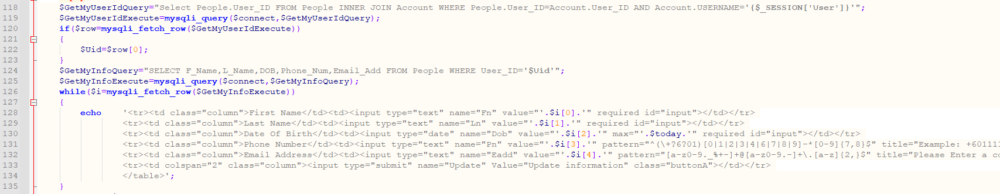 118 $GetMyUserIdQuery="Select People.User_ID FROM People INNER JOIN Account WHERE People.User_ID=Account.User_ID AND Account.USERNAME='{$_SESSION['User']}'";
119 $GetMyUserIdExecute=mysqli_query($connect,$GetMyUserIdQuery);
120 if($row=mysqli_fetch_row($GetMyUserIdExecute))
121 {
122 $Uid=$row[0];
123 }
124 $GetMyInfoQuery="SELECT F_Name,L_Name,DOB,Phone_Num,Email_Add FROM People WHERE User_ID='$Uid'";
125 $GetMyInfoExecute=mysqli_query($connect,$GetMyInfoQuery);
126 while($i=mysqli_fetch_row($GetMyInfoExecute))
127 {
128 echo '<tr><td class="column">First Name</td><td><input type="text" name="Fn" value="'.$i[0].'" required id="input"></td></tr>
129 <tr><td class="column">Last Name</td><td><input type="text" name="Ln" value="'.$i[1].'" required id="input"></td></tr>
130 <tr><td class="column">Date Of Birth</td><td><input type="date" name="Dob" value="'.$i[2].'" max="'.$today.'" required id="input"></td></tr>
131 <tr><td class="column">Phone Number</td><td><input type="text" name="Pn" value="'.$i[3].'" pattern="^(\+?6?01)[0|1|2|3|4|6|7|8|9]-*[0-9]{7,8}$" title="Example: +60111
132 <tr><td class="column">Email Address</td><td><input type="text" name="Eadd" value="'.$i[4].'" pattern="[a-z0-9._%+-]+@[a-z0-9.-]+\.[a-z]{2,}$" title="Please Enter a co
133 <tr><td colspan="2" class="column"><input type="submit" name="Update" Value="Update information" class="buttonA"></td></tr>
134 </table>';
135 }